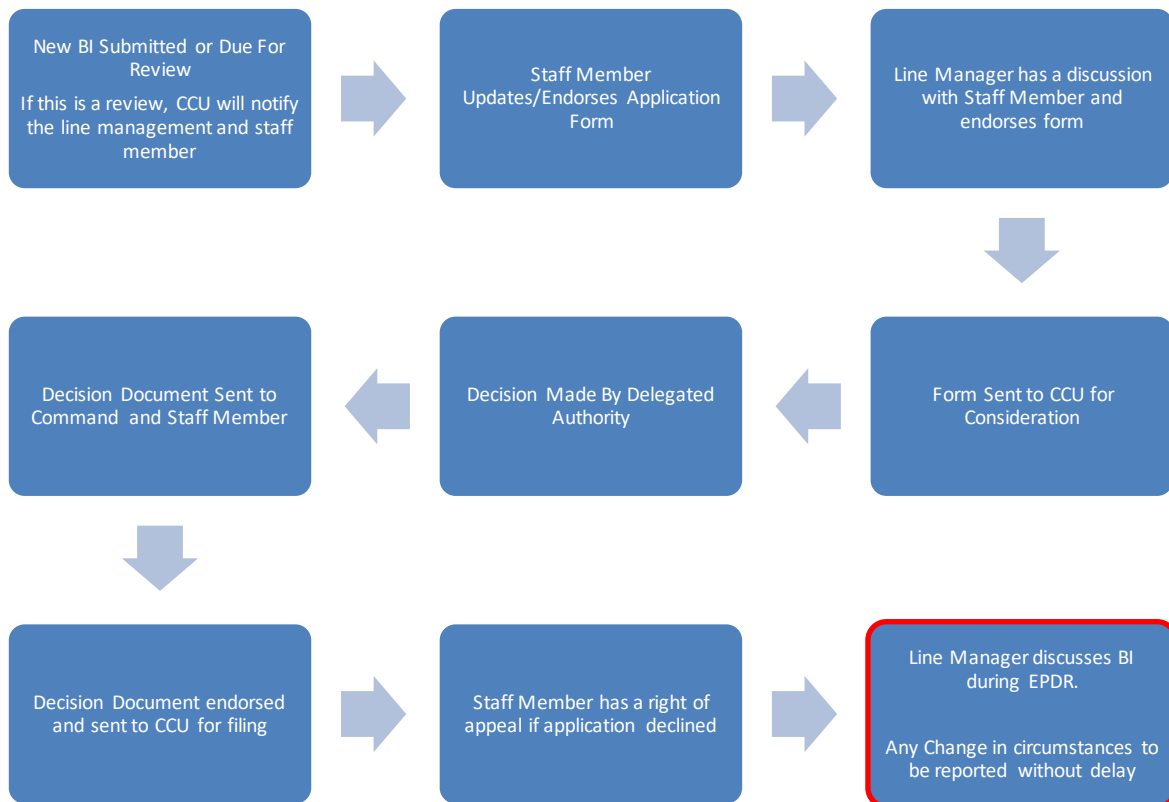 New BI Submitted or Due For
Review
If this is a review, CCU will notify
the line management and staff
member
Staff Member
Updates/Endorses Application
Form
Line Manager has a discussion
with Staff Member and
endorses form
Form Sent to CCU for
Consideration
Decision Made By Delegated
Authority
Decision Document Sent to
Command and Staff Member
Decision Document endorsed
and sent to CCU for filing
Staff Member has a right of
appeal if application declined
Line Manager discusses BI
during EPDR.
Any Change in circumstances to
be reported without delay